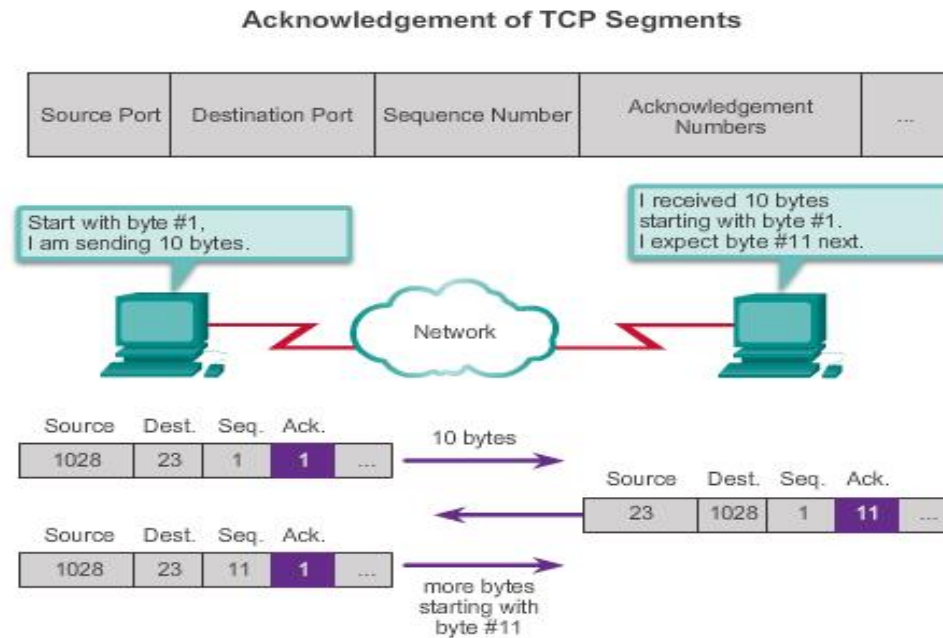 Acknowledgement of TCP Segments
Source Port
Destination Port
Sequence Number
Acknowledgement
Numbers
...
Start with byte #1,
I am sending 10 bytes.
I received 10 bytes
starting with byte #1.
I expect byte #11 next.
Network
Source Dest. Seq. Ack.
1028 23 1 1 ...
10 bytes
Source Dest. Seq. Ack.
23 1028 1 11 ...
Source Dest. Seq. Ack.
1028 23 11 1 ...
more bytes
starting with
byte #11